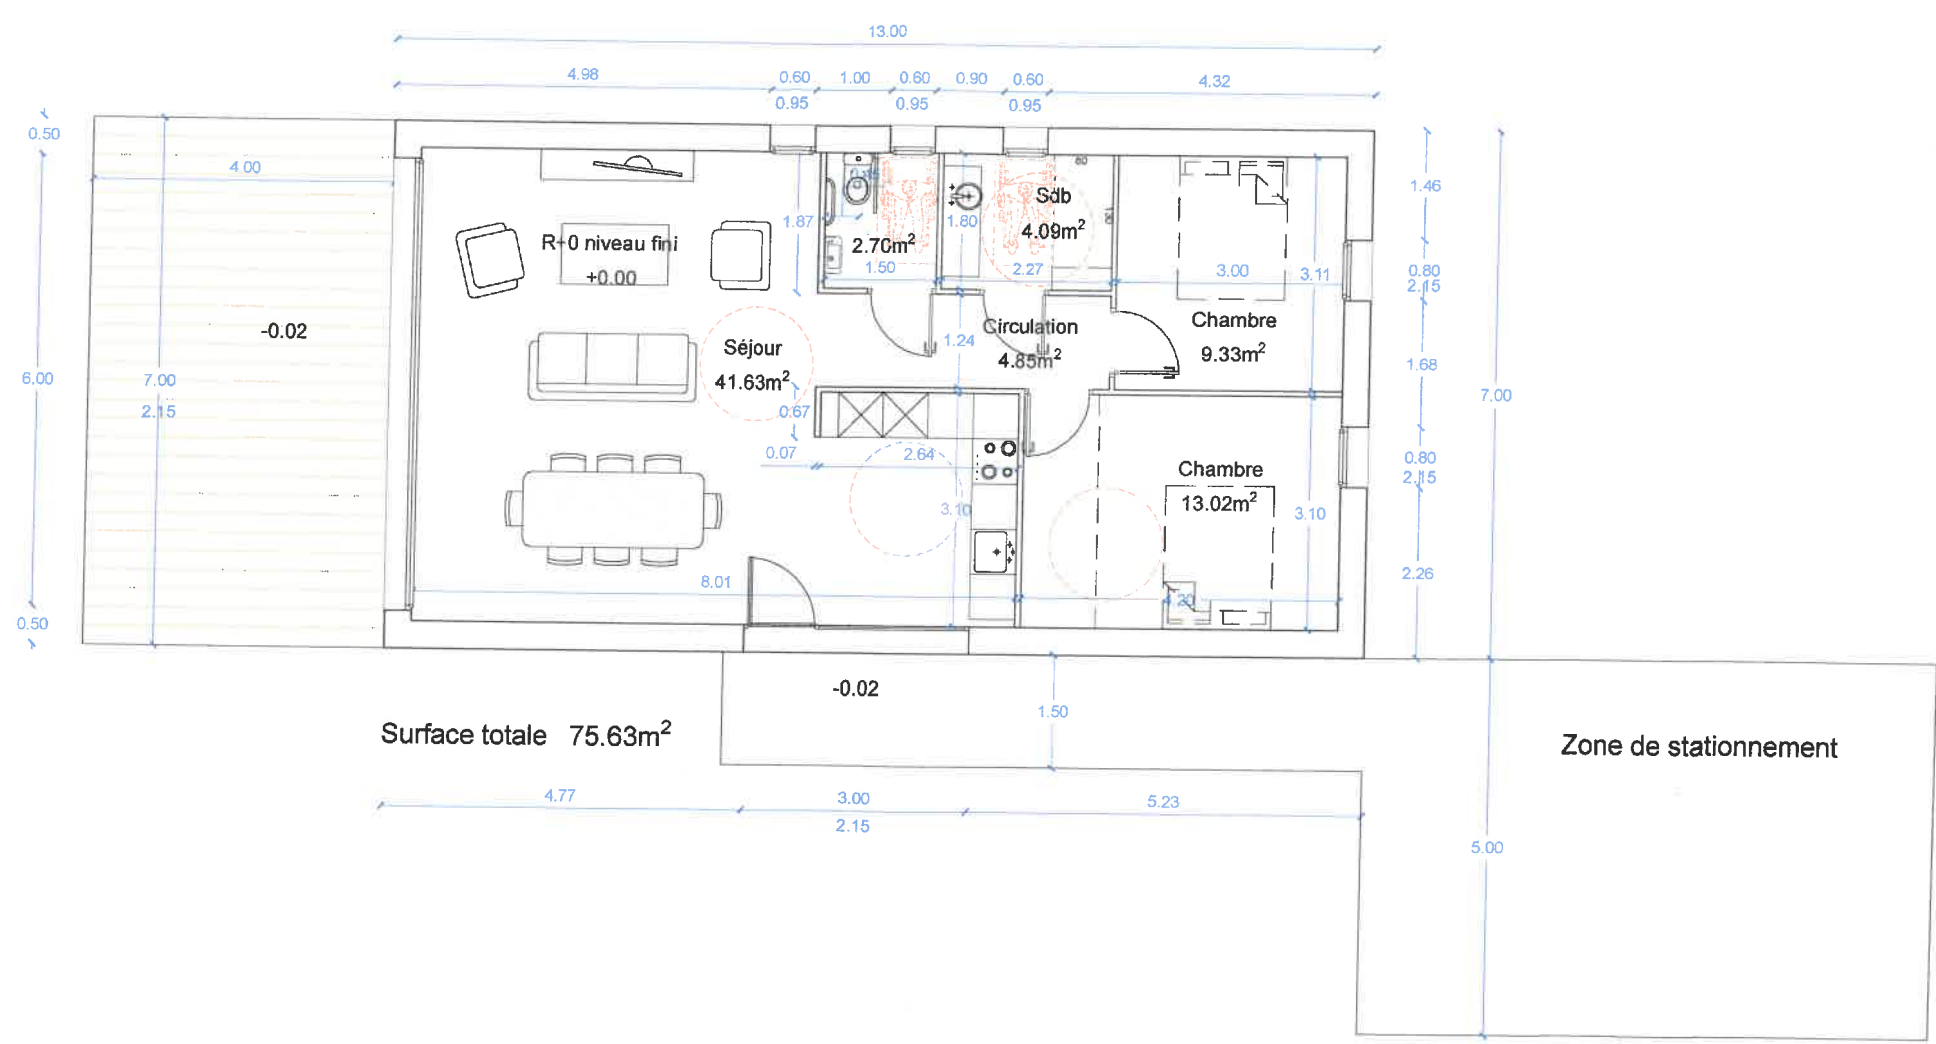 13.00
4.98 0.60 1.00 0.60 0.90 0.60 4.32
0.95 0.95 0.95
0.50
4.00
1.46
1.87
Sdb
1.80
4.09m²
R+0 niveau fini
2.70m²
+0.00
1.50
2.27
3.00
3.11
0.80
2.15
-0.02
Circulation
4.85m²
Chambre
9.33m²
1.24
Séjour
41.63m²
1.68
6.00
7.00
2.15
7.00
0.67
0.07
2.64
Chambre
13.02m²
0.80
2.15
3.10
3.10
8.01
4.20
2.26
0.50
-0.02
1.50
Surface totale 75.63m²
Zone de stationnement
4.77
3.00
2.15
5.23
5.00